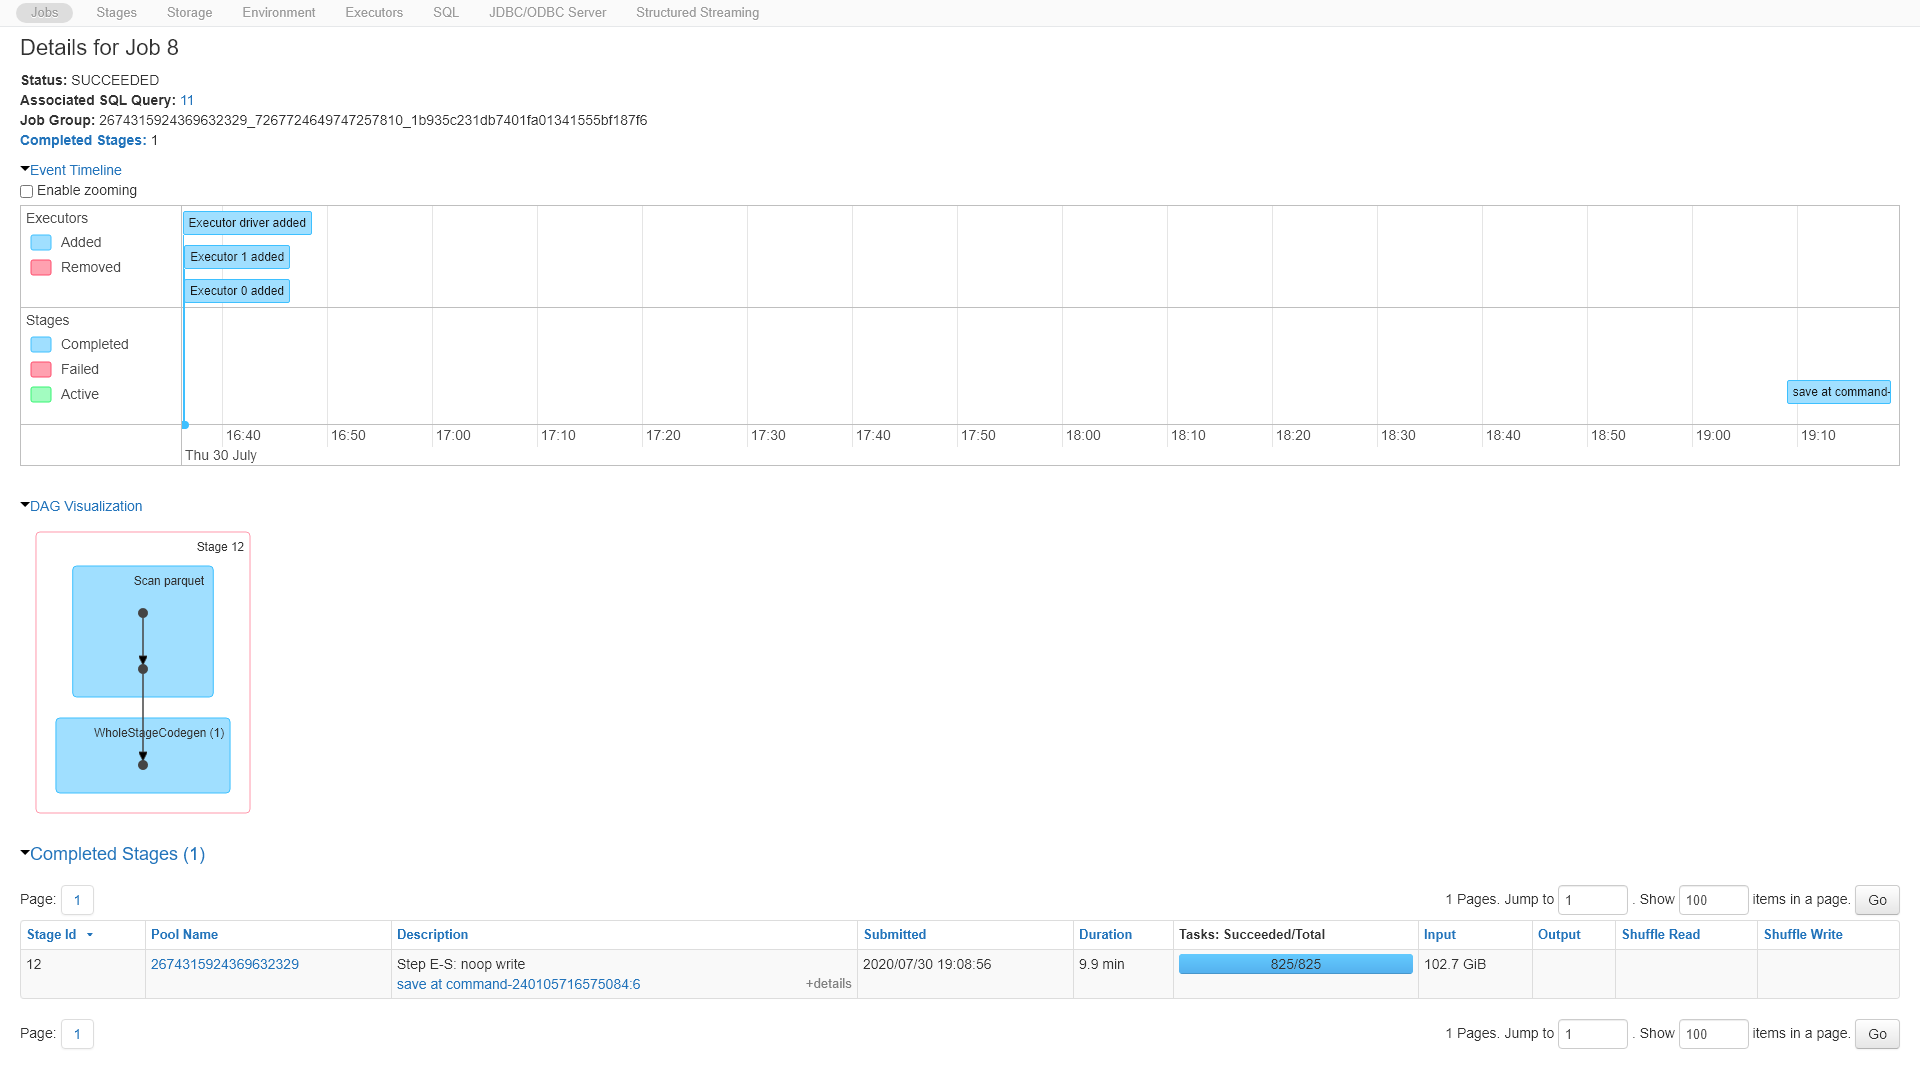 Jobs Stages Storage Environment Executors SQL JDBC/ODBC Server Structured Streaming
Details for Job 8
Status: SUCCEEDED
Associated SQL Query: 11
Job Group: 2674315924369632329_7267724649747257810_1b935c231db7401fa01341555bf187f6
Completed Stages: 1
Event Timeline
Enable zooming
Executors
Added
Removed
Executor driver added
Executor 1 added
Executor 0 added
Stages
Completed
Failed
Active
save at command-
16:40 16:50 17:00 17:10 17:20 17:30 17:40 17:50 18:00 18:10 18:20 18:30 18:40 18:50 19:00 19:10
Thu 30 July
DAG Visualization
Stage 12
Scan parquet
WholeStageCodegen (1)
Completed Stages (1)
Page: 1 1 Pages. Jump to 1 . Show 100 items in a page. Go
Stage Id Pool Name Description Submitted Duration Tasks: Succeeded/Total Input Output Shuffle Read Shuffle Write
12 2674315924369632329 Step E-S: noop write 2020/07/30 19:08:56 9.9 min 825/825 102.7 GiB
save at command-240105716575084:6 +details
Page: 1 1 Pages. Jump to 1 . Show 100 items in a page. Go